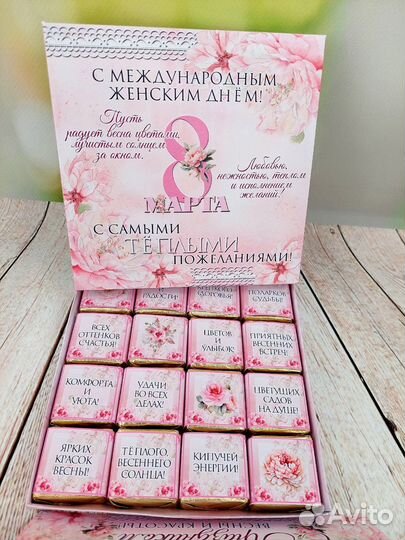 С МЕЖДУНАРОДНЫМ
ЖЕНСКИМ ДНЁМ!
Пусть
радует весна цветами,
лучистым солнцем
за окном.
8
МАРТА
Любовью,
нежностью, теплом
и исполнением
желаний!
С САМЫМИ
ТЁПЛЫМИ
ПОЖЕЛАНИЯМИ!
РАДОСТИ!
ЗДОРОВЬЯ!
ПОДАРКОВ
СУДЬБЫ!
ВСЕХ
ОТТЕНКОВ
СЧАСТЬЯ!
ЦВЕТОВ
И
УЛЫБОК!
ПРИЯТНЫХ
ВЕСЕННИХ
ВСТРЕЧ!
КОМФОРТА
И
УЮТА!
УДАЧИ
ВО ВСЕХ
ДЕЛАХ!
ЦВЕТУЩИХ
САДОВ
НА ДУШЕ!
ЯРКИХ
КРАСОК
ВЕСНЫ!
ТЁПЛОГО,
ВЕСЕННЕГО
СОЛНЦА!
КИПУЧЕЙ
ЭНЕРГИИ!
ВЕСНЫ И КРАСОТЫ!
Avito